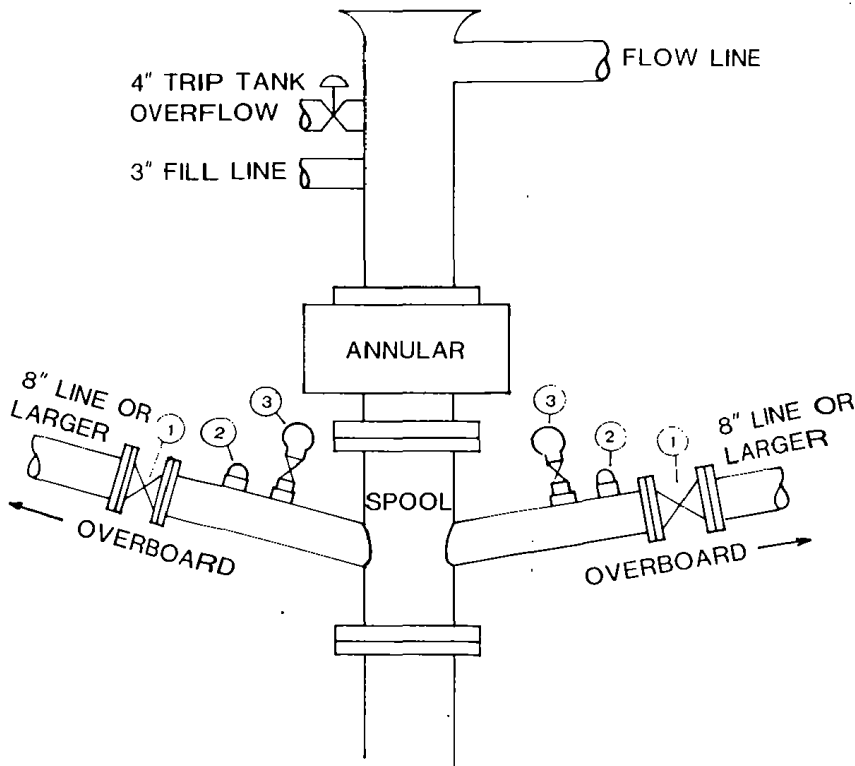 FLOW LINE
4" TRIP TANK
OVERFLOW
3" FILL LINE
ANNULAR
8" LINE OR
LARGER
1
2
3
OVERBOARD
SPOOL
3
2
1
8" LINE OR
LARGER
OVERBOARD